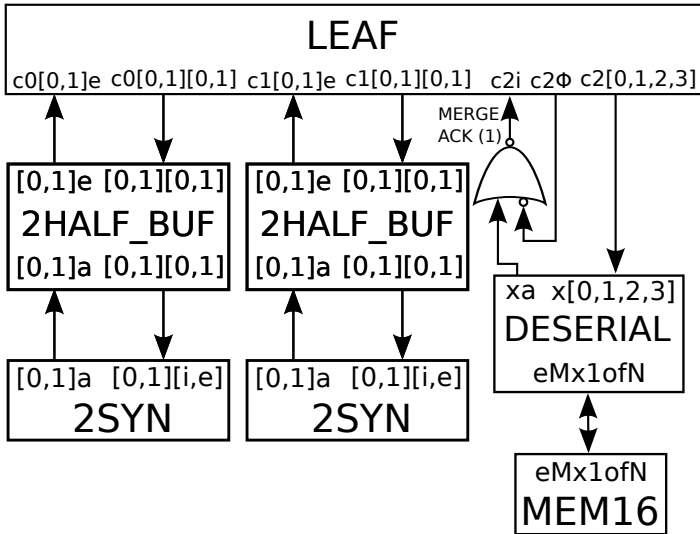 LEAF
c0[0,1]e c0[0,1][0,1] c1[0,1]e c1[0,1][0,1] c2i c2Φ c2[0,1,2,3]
MERGE
ACK (1)
[0,1]e [0,1][0,1] [0,1]e [0,1][0,1]
2HALF_BUF 2HALF_BUF
[0,1]a [0,1][0,1] [0,1]a [0,1][0,1]
xa x[0,1,2,3]
DESERIAL
eMx1ofN
[0,1]a [0,1][i,e] [0,1]a [0,1][i,e]
2SYN 2SYN
eMx1ofN
MEM16